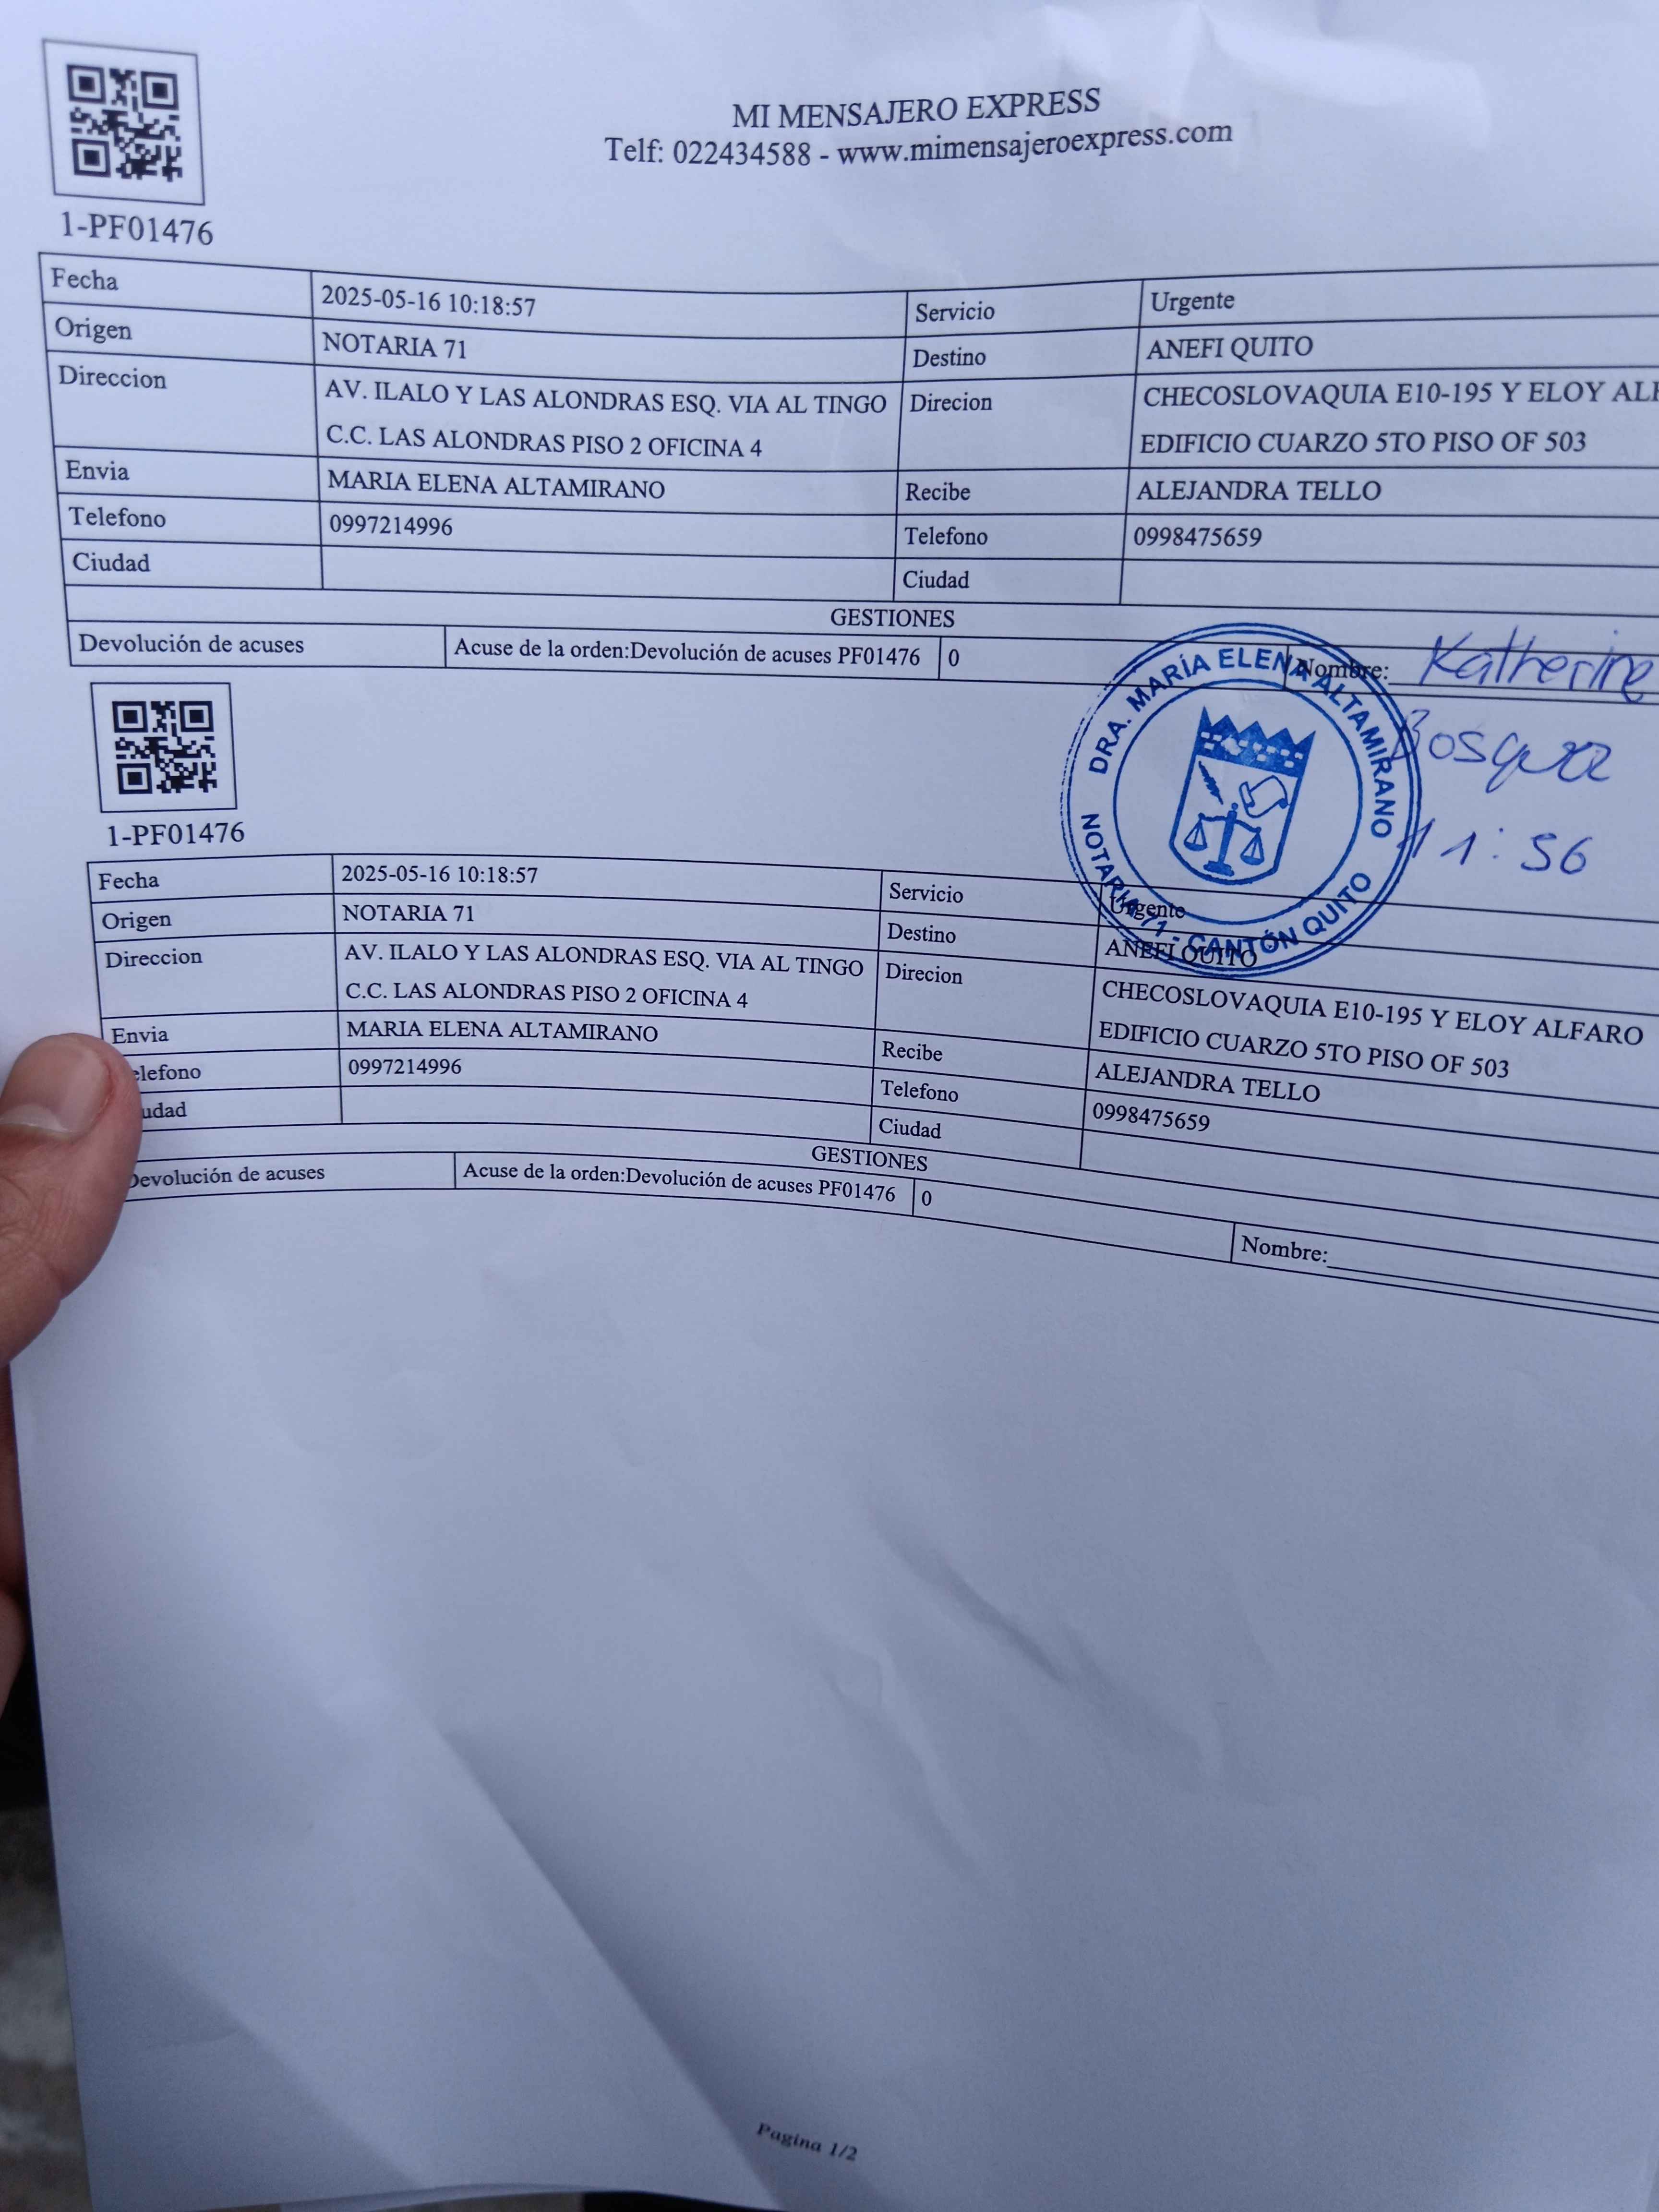 MI MENSAJERO EXPRESS
Telf: 022434588 - www.mimensajeroexpress.com
1-PF01476
Fecha 2025-05-16 10:18:57 Servicio Urgente
Origen NOTARIA 71 Destino ANEFI QUITO
Direccion AV. ILALO Y LAS ALONDRAS ESQ. VIA AL TINGO Direcion CHECOSLOVAQUIA E10-195 Y ELOY
C.C. LAS ALONDRAS PISO 2 OFICINA 4 EDIFICIO CUARZO 5TO PISO OF 503
Envia MARIA ELENA ALTAMIRANO Recibe ALEJANDRA TELLO
Telefono 0997214996 Telefono 0998475659
Ciudad Ciudad
GESTIONES
Devolución de acuses Acuse de la orden:Devolución de acuses PF01476 0 Nombre: Katherine
11:56
DRA. MARÍA ELENA ALTAMIRANO
NOTARIA 71 - CANTÓN QUITO
1-PF01476
Fecha 2025-05-16 10:18:57 Servicio Urgente
Origen NOTARIA 71 Destino ANEFI QUITO
Direccion AV. ILALO Y LAS ALONDRAS ESQ. VIA AL TINGO Direcion CHECOSLOVAQUIA E10-195 Y ELOY ALFARO
C.C. LAS ALONDRAS PISO 2 OFICINA 4 EDIFICIO CUARZO 5TO PISO OF 503
Envia MARIA ELENA ALTAMIRANO Recibe ALEJANDRA TELLO
elefono 0997214996 Telefono 0998475659
udad Ciudad
GESTIONES
Devolución de acuses Acuse de la orden:Devolución de acuses PF01476 0
Nombre:
Pagina 1/2